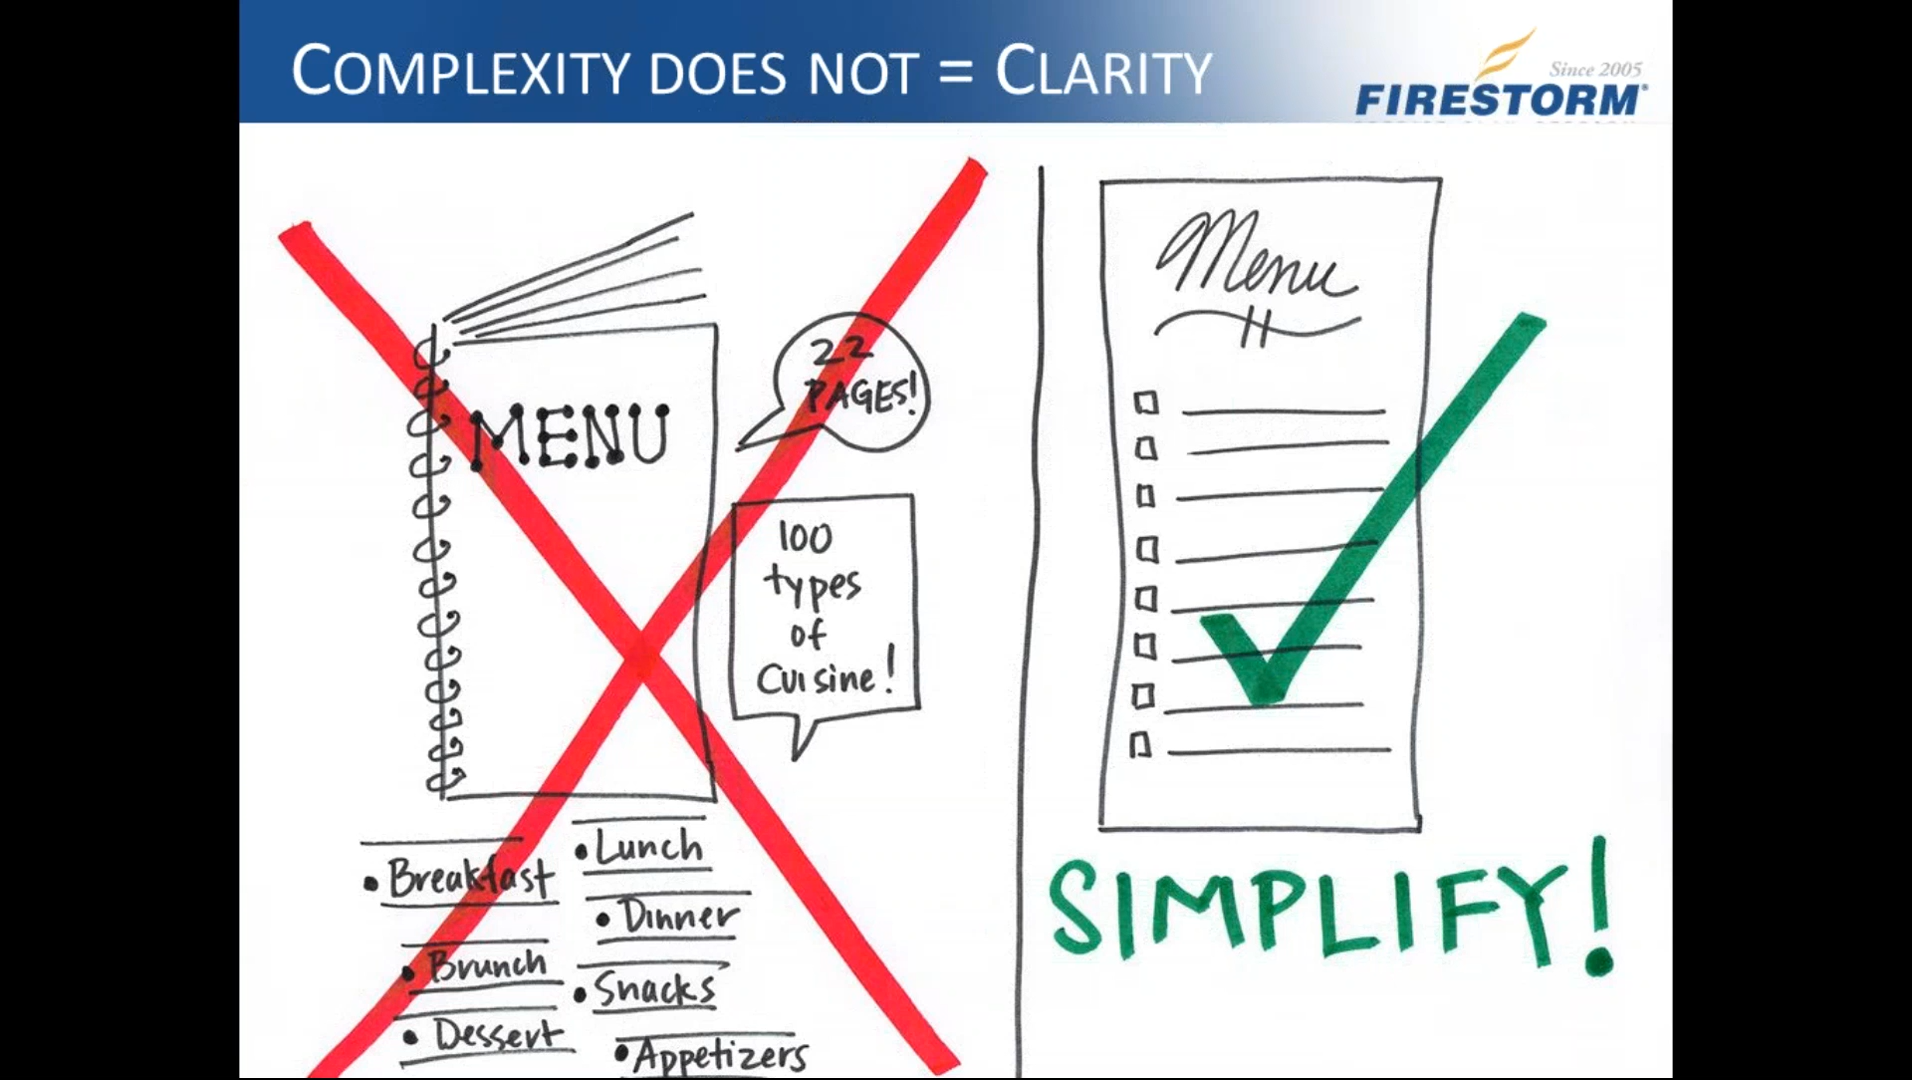 COMPLEXITY DOES NOT = CLARITY
Since 2005
FIRESTORM®
MENU
22
PAGES!
100
types
of
Cuisine!
• Breakfast
• Brunch
• Dessert
• Lunch
• Dinner
• Snacks
• Appetizers
Menu
SIMPLIFY!